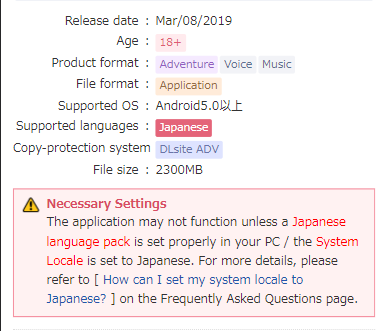 Release date : Mar/08/2019
Age : 18+
Product format : Adventure Voice Music
File format : Application
Supported OS : Android5.0以上
Supported languages : Japanese
Copy-protection system DLsite ADV
File size : 2300MB
Necessary Settings
The application may not function unless a Japanese
language pack is set properly in your PC / the System
Locale is set to Japanese. For more details, please
refer to [ How can I set my system locale to
Japanese? ] on the Frequently Asked Questions page.